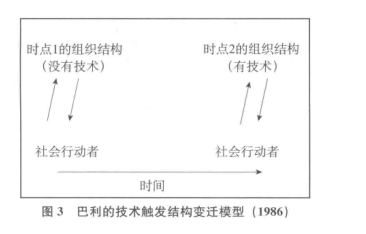 时点1的组织结构
（没有技术）
时点2的组织结构
（有技术）
社会行动者
社会行动者
时间
图 3 巴利的技术触发结构变迁模型（1986）